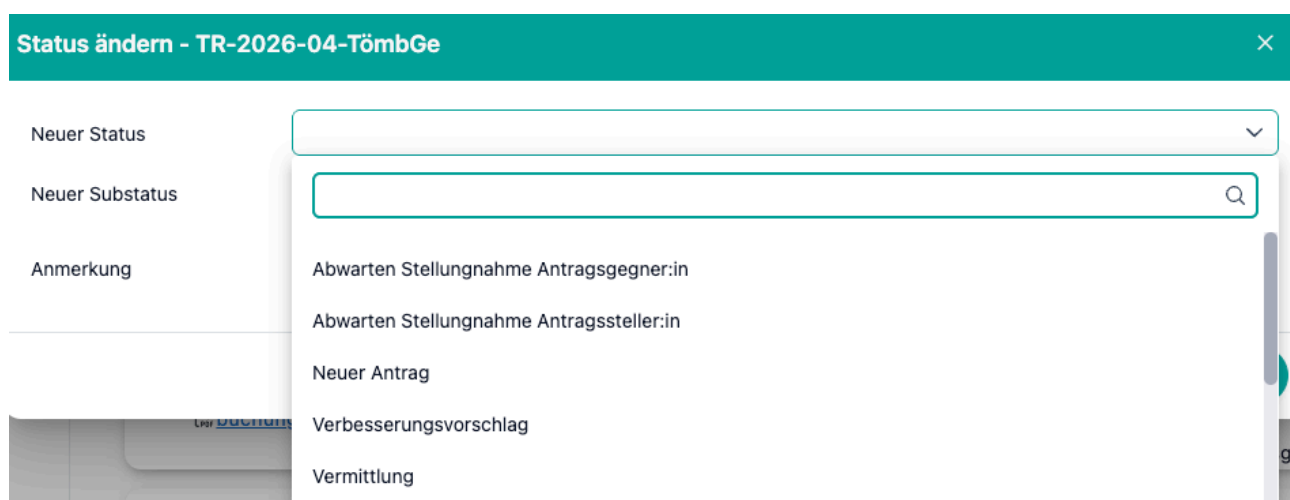 Status ändern - TR-2026-04-TömbGe
Neuer Status
Neuer Substatus
Anmerkung
Abwarten Stellungnahme Antragsgegner:in
Abwarten Stellungnahme Antragssteller:in
Neuer Antrag
Verbesserungsvorschlag
Vermittlung